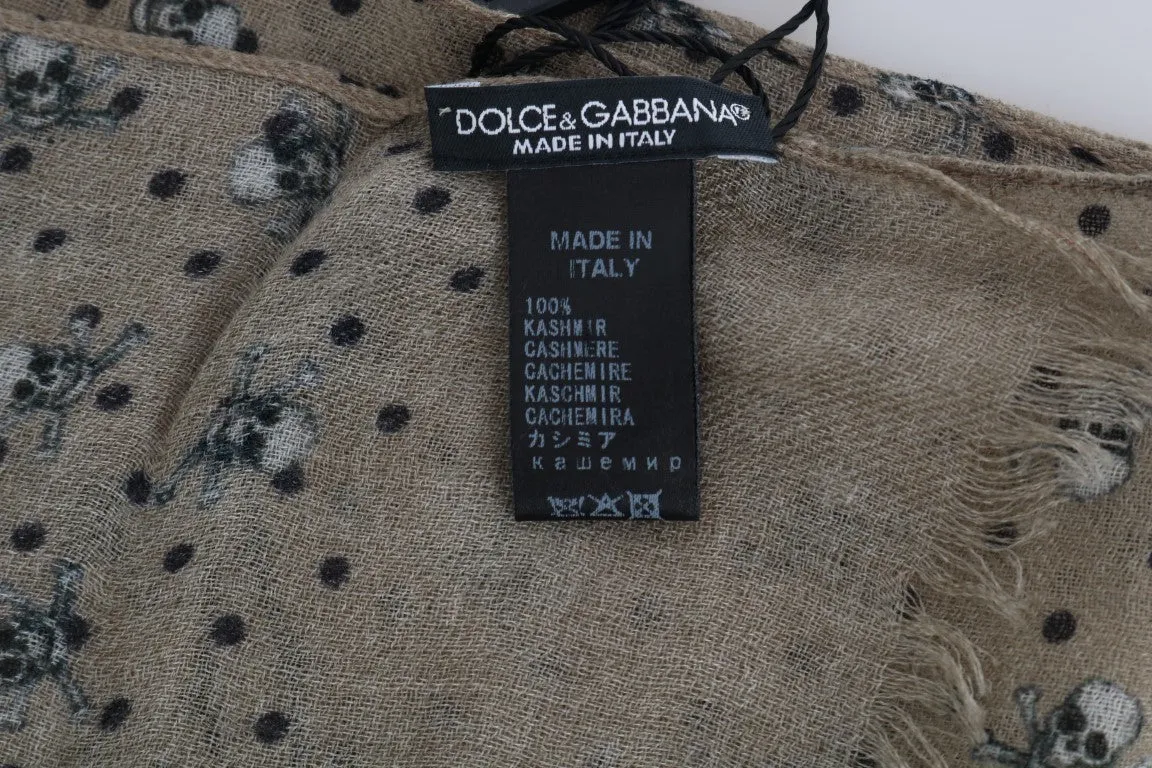 DOLCE & GABBANA®
MADE IN ITALY
MADE IN
ITALY
100%
KASHMIR
CASHMERE
CACHEMIRE
KASCHMIR
CACHEMIRA
カシミア
кашемир